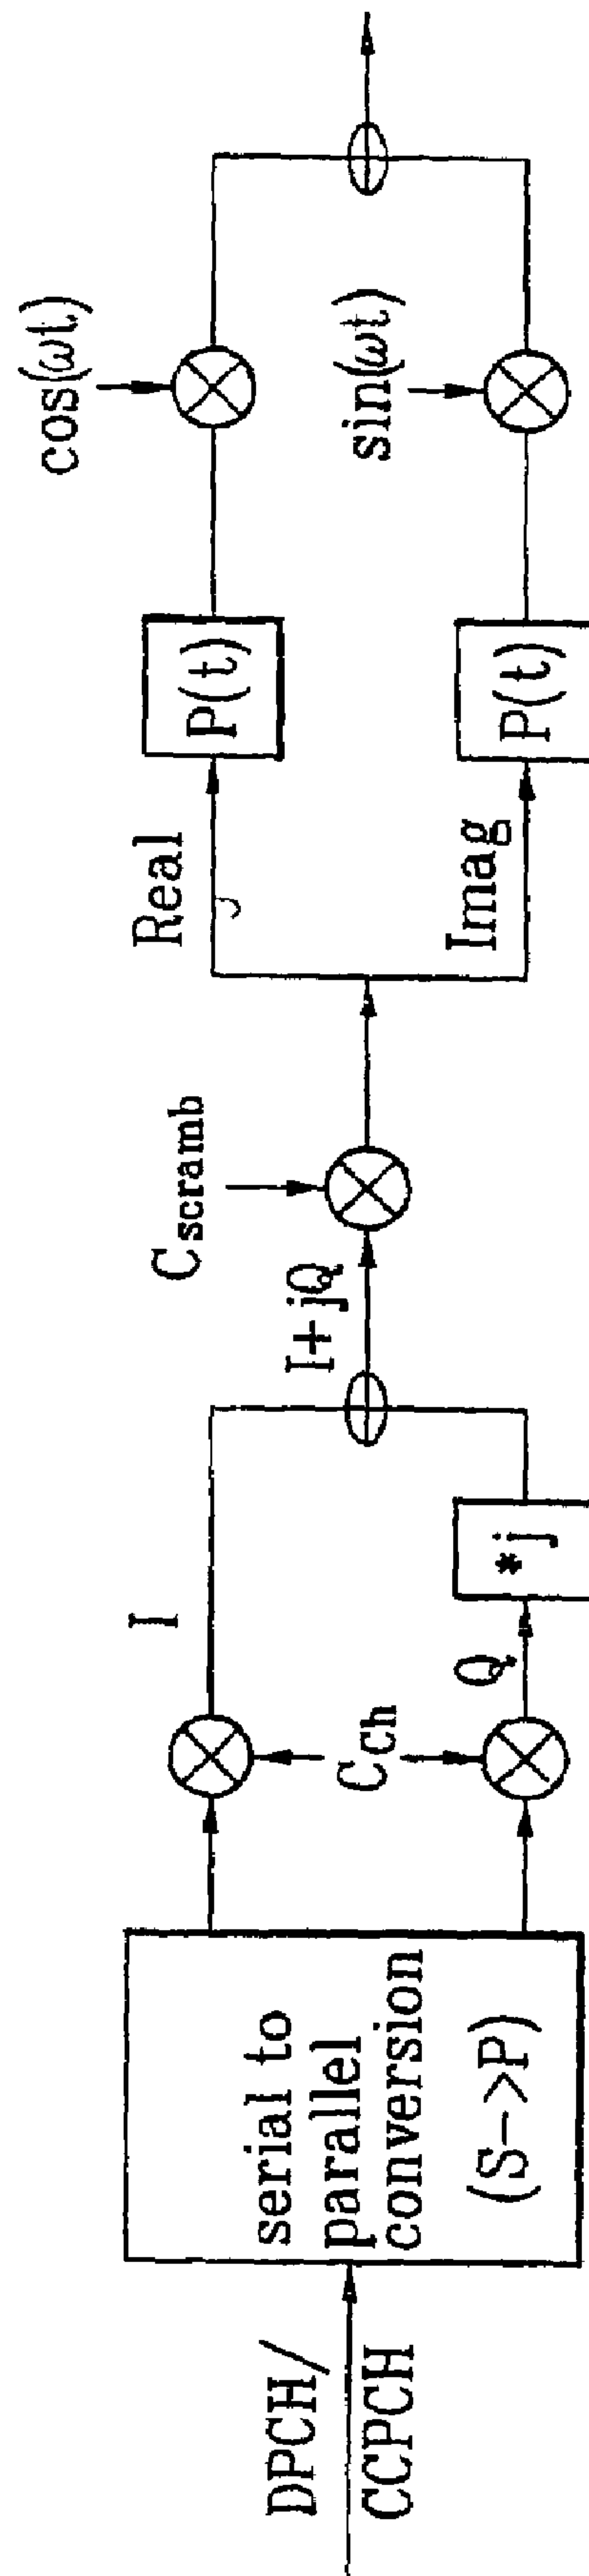 DPCH/
CCPCH
serial to
parallel
conversion
(S->P)
C_Ch
I
Q
*j
I+jQ
C_scramb
Real
Imag
P(t)
P(t)
cos(ωt)
sin(ωt)